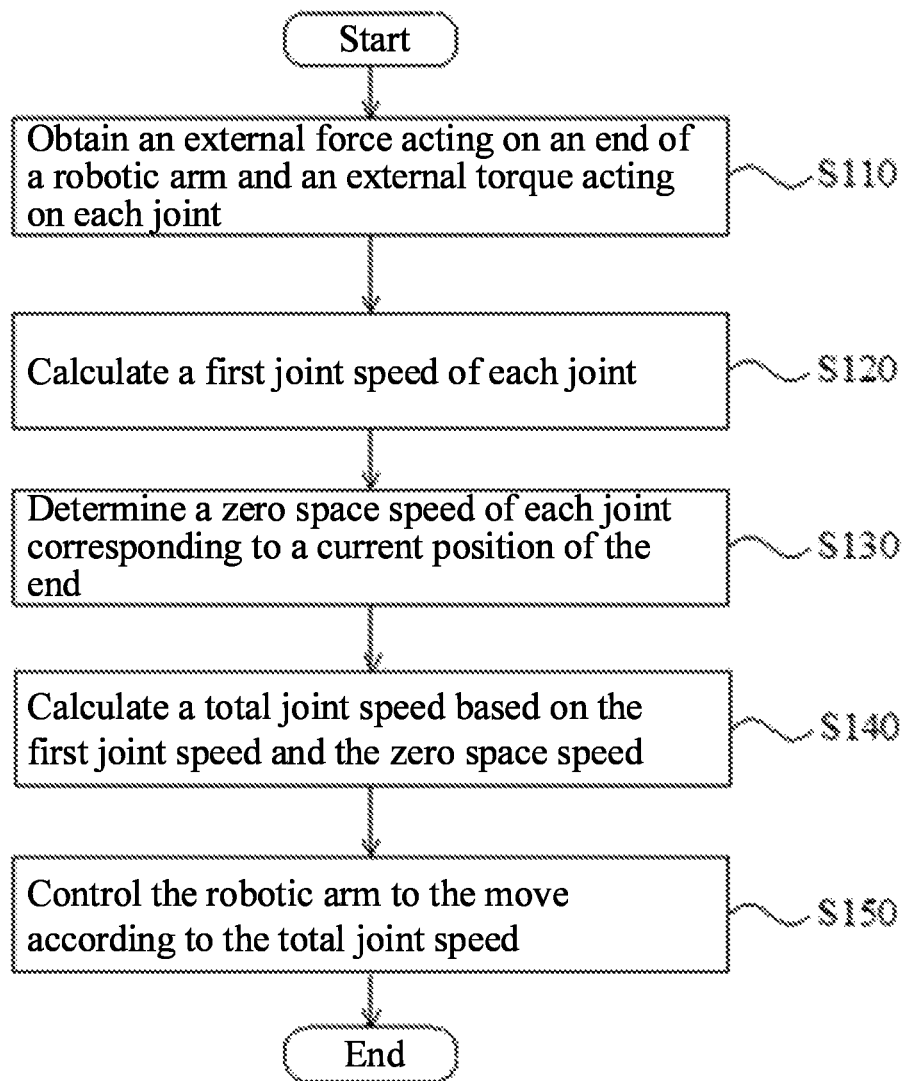 Start
Obtain an external force acting on an end of
a robotic arm and an external torque acting
on each joint
S110
Calculate a first joint speed of each joint
S120
Determine a zero space speed of each joint
corresponding to a current position of the
end
S130
Calculate a total joint speed based on the
first joint speed and the zero space speed
S140
Control the robotic arm to the move
according to the total joint speed
S150
End